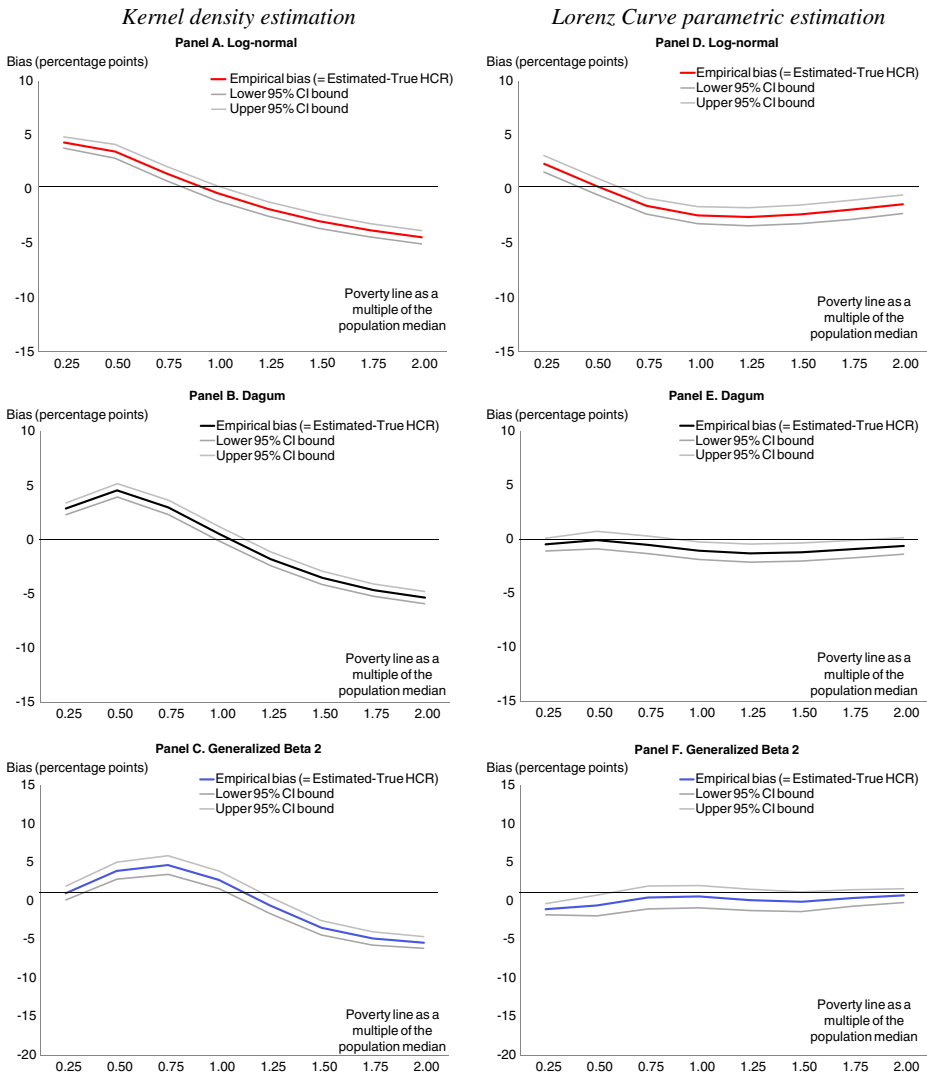 Kernel density estimation
Lorenz Curve parametric estimation
Panel A. Log-normal
Bias (percentage points)
Empirical bias (= Estimated-True HCR)
Lower 95% CI bound
Upper 95% CI bound
10
5
0
-5
-10
-15
Poverty line as a
multiple of the
population median
0.25 0.50 0.75 1.00 1.25 1.50 1.75 2.00
Panel D. Log-normal
Bias (percentage points)
Empirical bias (= Estimated-True HCR)
Lower 95% CI bound
Upper 95% CI bound
10
5
0
-5
-10
-15
Poverty line as a
multiple of the
population median
0.25 0.50 0.75 1.00 1.25 1.50 1.75 2.00
Panel B. Dagum
Bias (percentage points)
Empirical bias (= Estimated-True HCR)
Lower 95% CI bound
Upper 95% CI bound
10
5
0
-5
-10
-15
Poverty line as a
multiple of the
population median
0.25 0.50 0.75 1.00 1.25 1.50 1.75 2.00
Panel E. Dagum
Bias (percentage points)
Empirical bias (= Estimated-True HCR)
Lower 95% CI bound
Upper 95% CI bound
10
5
0
-5
-10
-15
Poverty line as a
multiple of the
population median
0.25 0.50 0.75 1.00 1.25 1.50 1.75 2.00
Panel C. Generalized Beta 2
Bias (percentage points)
Empirical bias (= Estimated-True HCR)
Lower 95% CI bound
Upper 95% CI bound
15
10
5
0
-5
-10
-15
-20
Poverty line as a
multiple of the
population median
0.25 0.50 0.75 1.00 1.25 1.50 1.75 2.00
Panel F. Generalized Beta 2
Bias (percentage points)
Empirical bias (= Estimated-True HCR)
Lower 95% CI bound
Upper 95% CI bound
15
10
5
0
-5
-10
-15
-20
Poverty line as a
multiple of the
population median
0.25 0.50 0.75 1.00 1.25 1.50 1.75 2.00